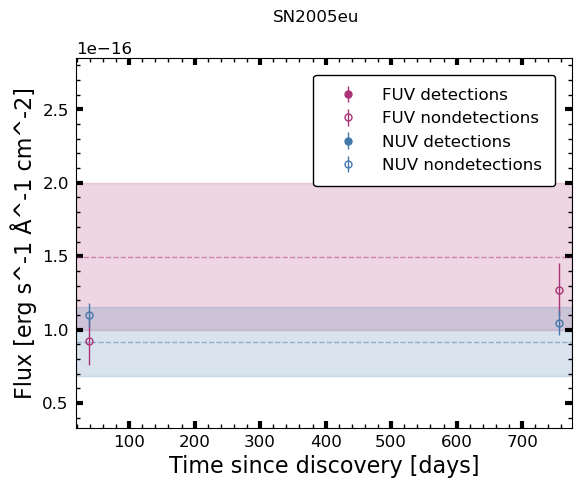 SN2005eu
1e−16
FUV detections
FUV nondetections
NUV detections
NUV nondetections
Flux [erg s^-1 Å^-1 cm^-2]
2.5
2.0
1.5
1.0
0.5
100 200 300 400 500 600 700
Time since discovery [days]